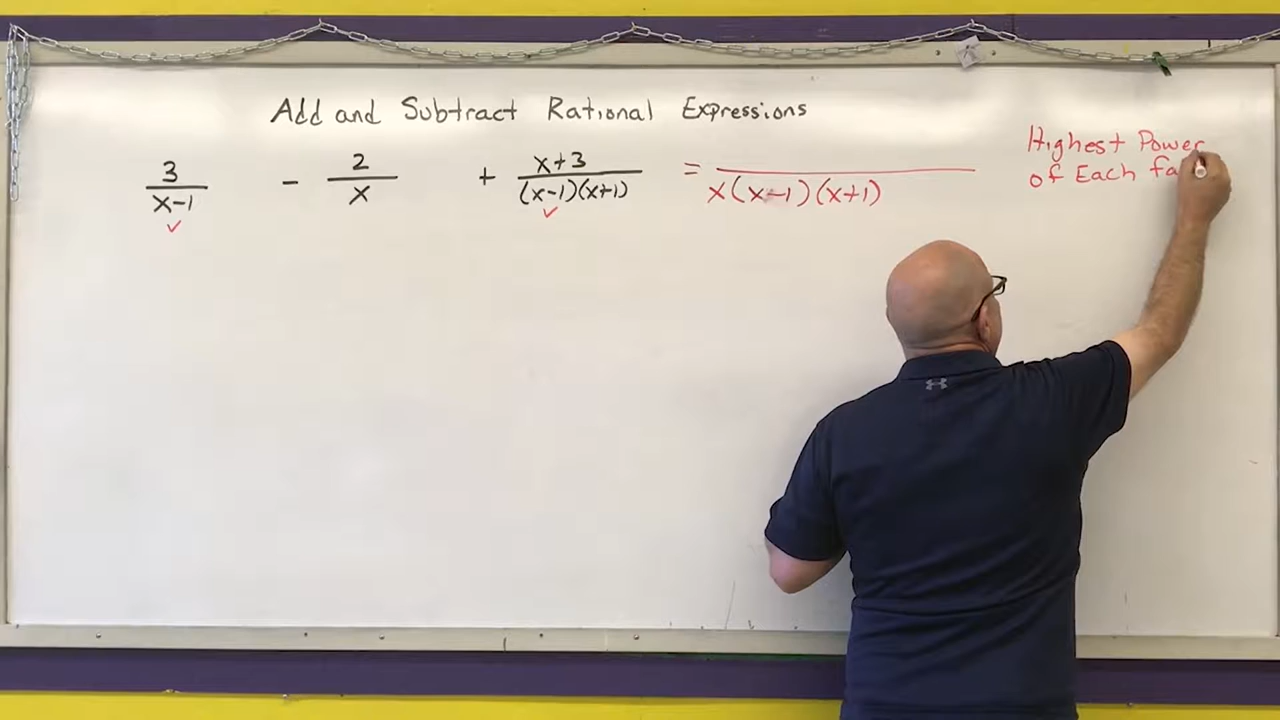 Add and Subtract Rational Expressions
3/(x-1) - 2/x + (x+3)/((x-1)(x+1)) = /(x(x-1)(x+1))
Highest Power
of Each fa